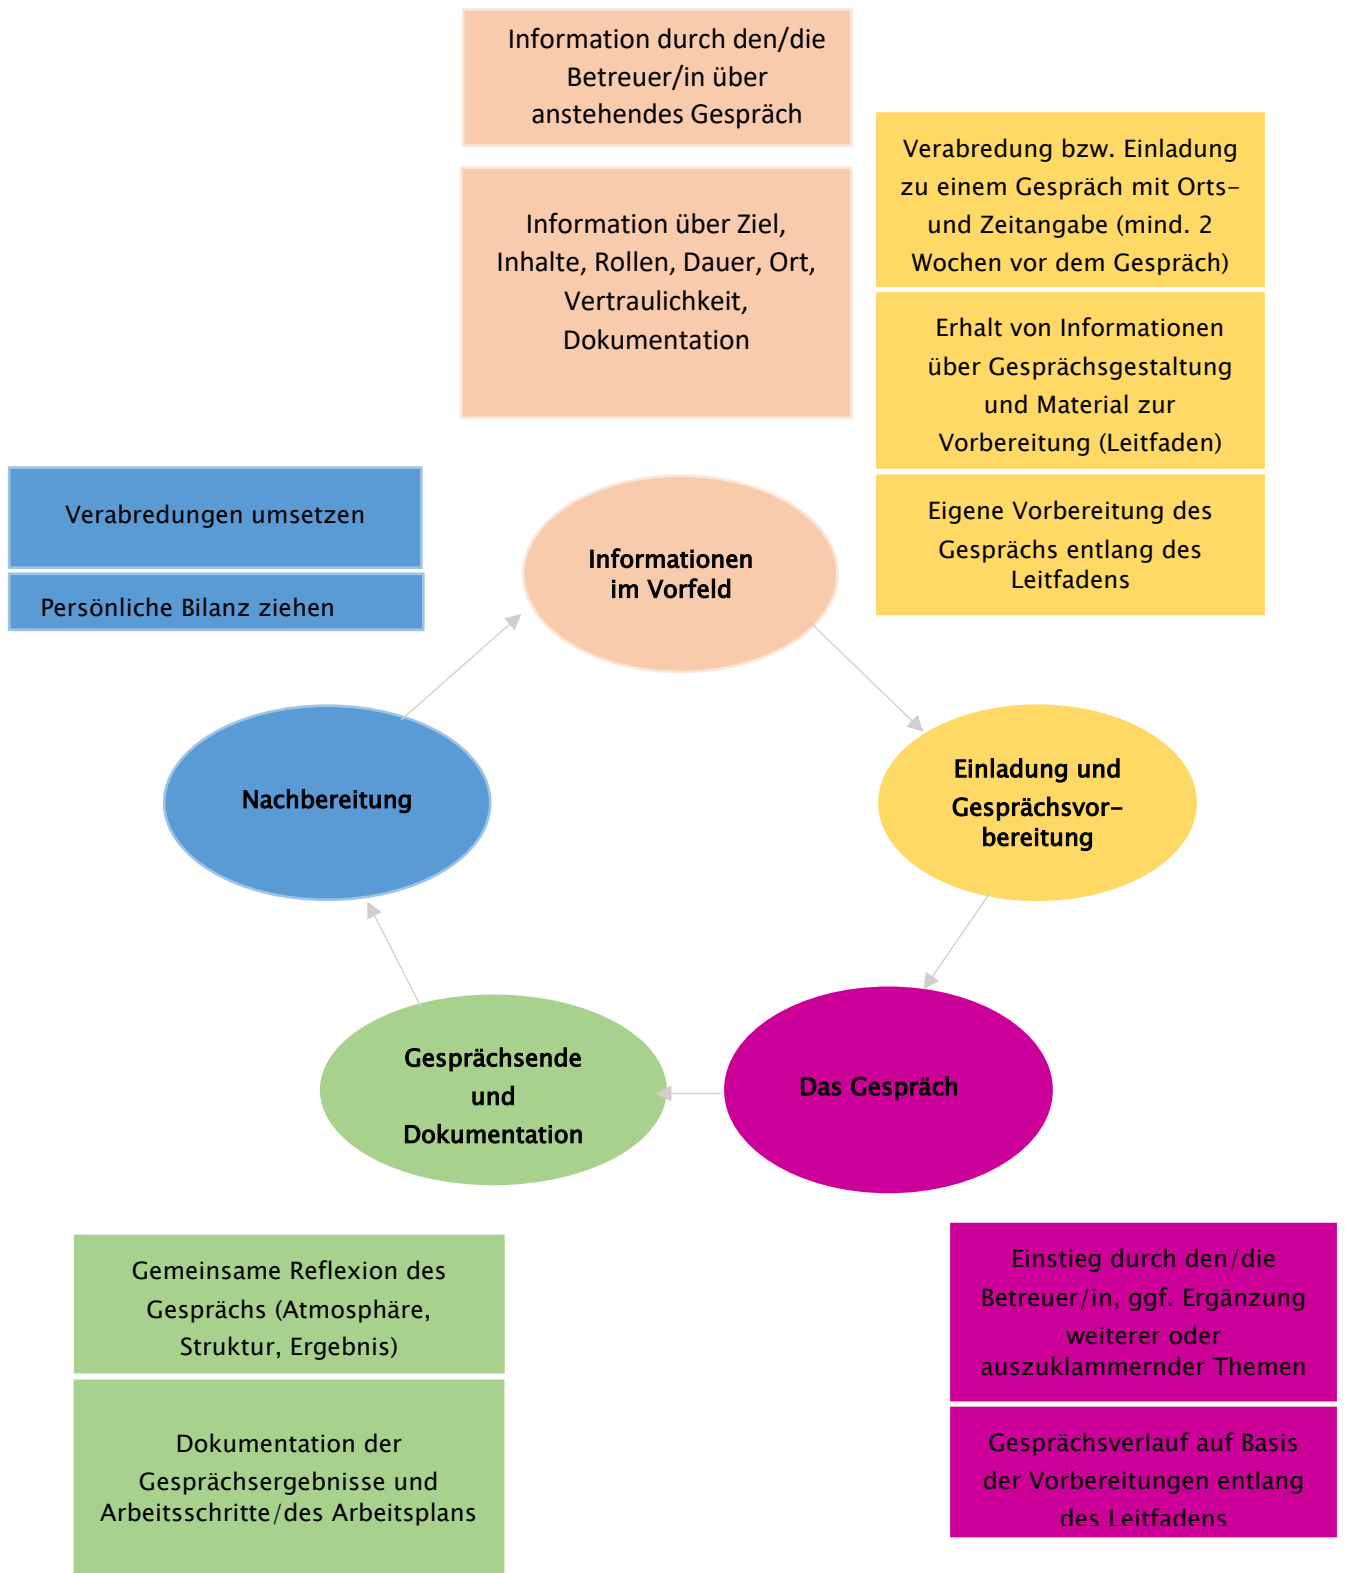 Information durch den/die
Betreuer/in über
anstehendes Gespräch
Information über Ziel,
Inhalte, Rollen, Dauer, Ort,
Vertraulichkeit,
Dokumentation
Verabredung bzw. Einladung
zu einem Gespräch mit Orts-
und Zeitangabe (mind. 2
Wochen vor dem Gespräch)
Erhalt von Informationen
über Gesprächsgestaltung
und Material zur
Vorbereitung (Leitfaden)
Eigene Vorbereitung des
Gesprächs entlang des
Leitfadens
Verabredungen umsetzen
Persönliche Bilanz ziehen
Informationen
im Vorfeld
Einladung und
Gesprächsvor-
bereitung
Nachbereitung
Gesprächsende
und
Dokumentation
Das Gespräch
Gemeinsame Reflexion des
Gesprächs (Atmosphäre,
Struktur, Ergebnis)
Dokumentation der
Gesprächsergebnisse und
Arbeitsschritte/des Arbeitsplans
Einstieg durch den/die
Betreuer/in, ggf. Ergänzung
weiterer oder
auszuklammernder Themen
Gesprächsverlauf auf Basis
der Vorbereitungen entlang
des Leitfadens